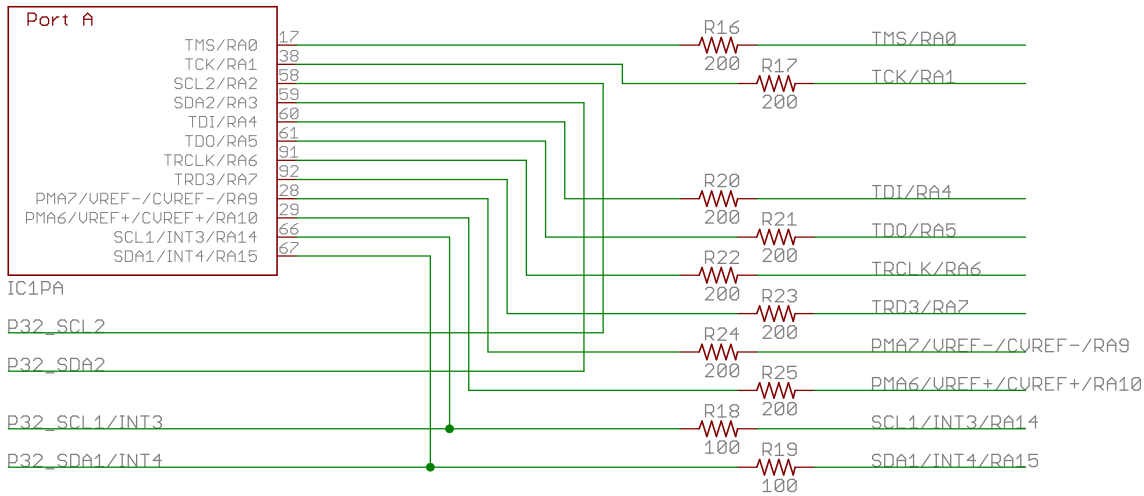 Port A
TMS/RA0 17
TCK/RA1 38
SCL2/RA2 58
SDA2/RA3 59
TDI/RA4 60
TDO/RA5 61
TRCLK/RA6 91
TRD3/RA7 92
PMA7/VREF-/CVREF-/RA9 28
PMA6/VREF+/CVREF+/RA10 29
SCL1/INT3/RA14 66
SDA1/INT4/RA15 67
IC1PA
P32_SCL2
P32_SDA2
P32_SCL1/INT3
P32_SDA1/INT4
R16
200
TMS/RA0
R17
200
TCK/RA1
R20
200
TDI/RA4
R21
200
TDO/RA5
R22
200
TRCLK/RA6
R23
200
TRD3/RA7
R24
200
PMA7/VREF-/CVREF-/RA9
R25
200
PMA6/VREF+/CVREF+/RA10
R18
100
SCL1/INT3/RA14
R19
100
SDA1/INT4/RA15